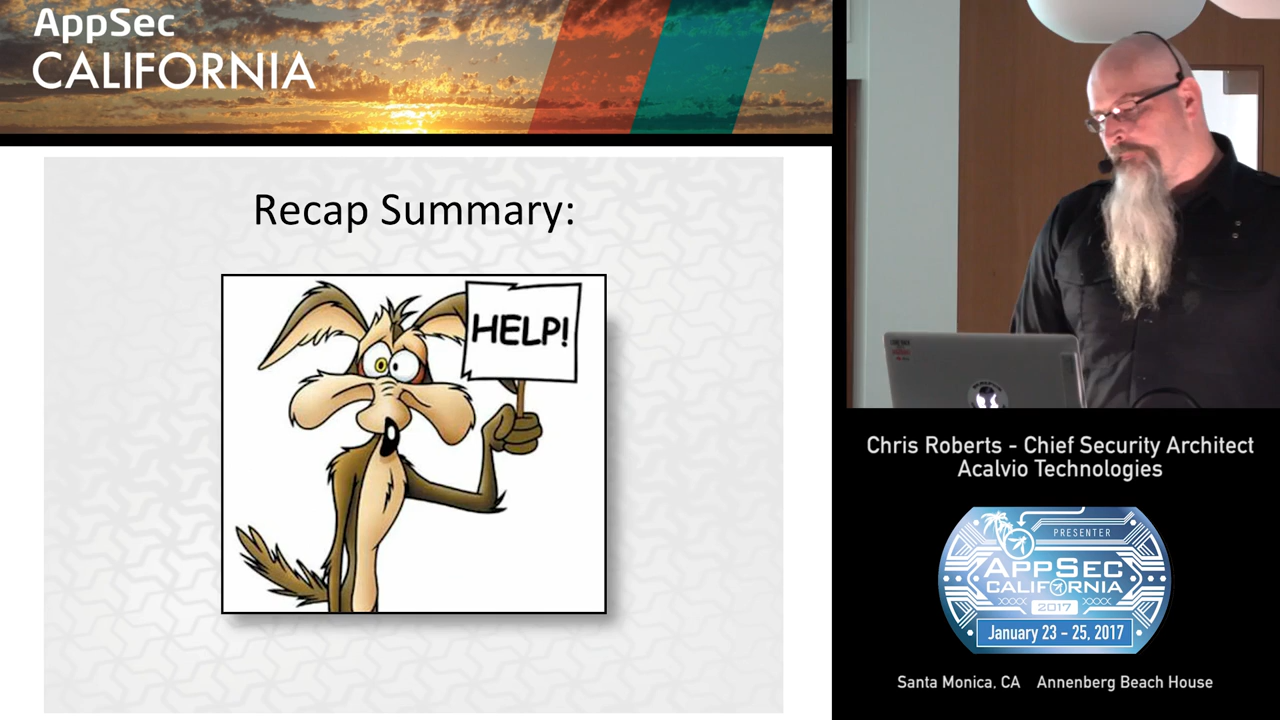 AppSec
CALIFORNIA
Recap Summary:
HELP!
Chris Roberts - Chief Security Architect
Acalvio Technologies
PRESENTER
APPSEC
CALIFORNIA
2017
January 23 - 25, 2017
Santa Monica, CA Annenberg Beach House